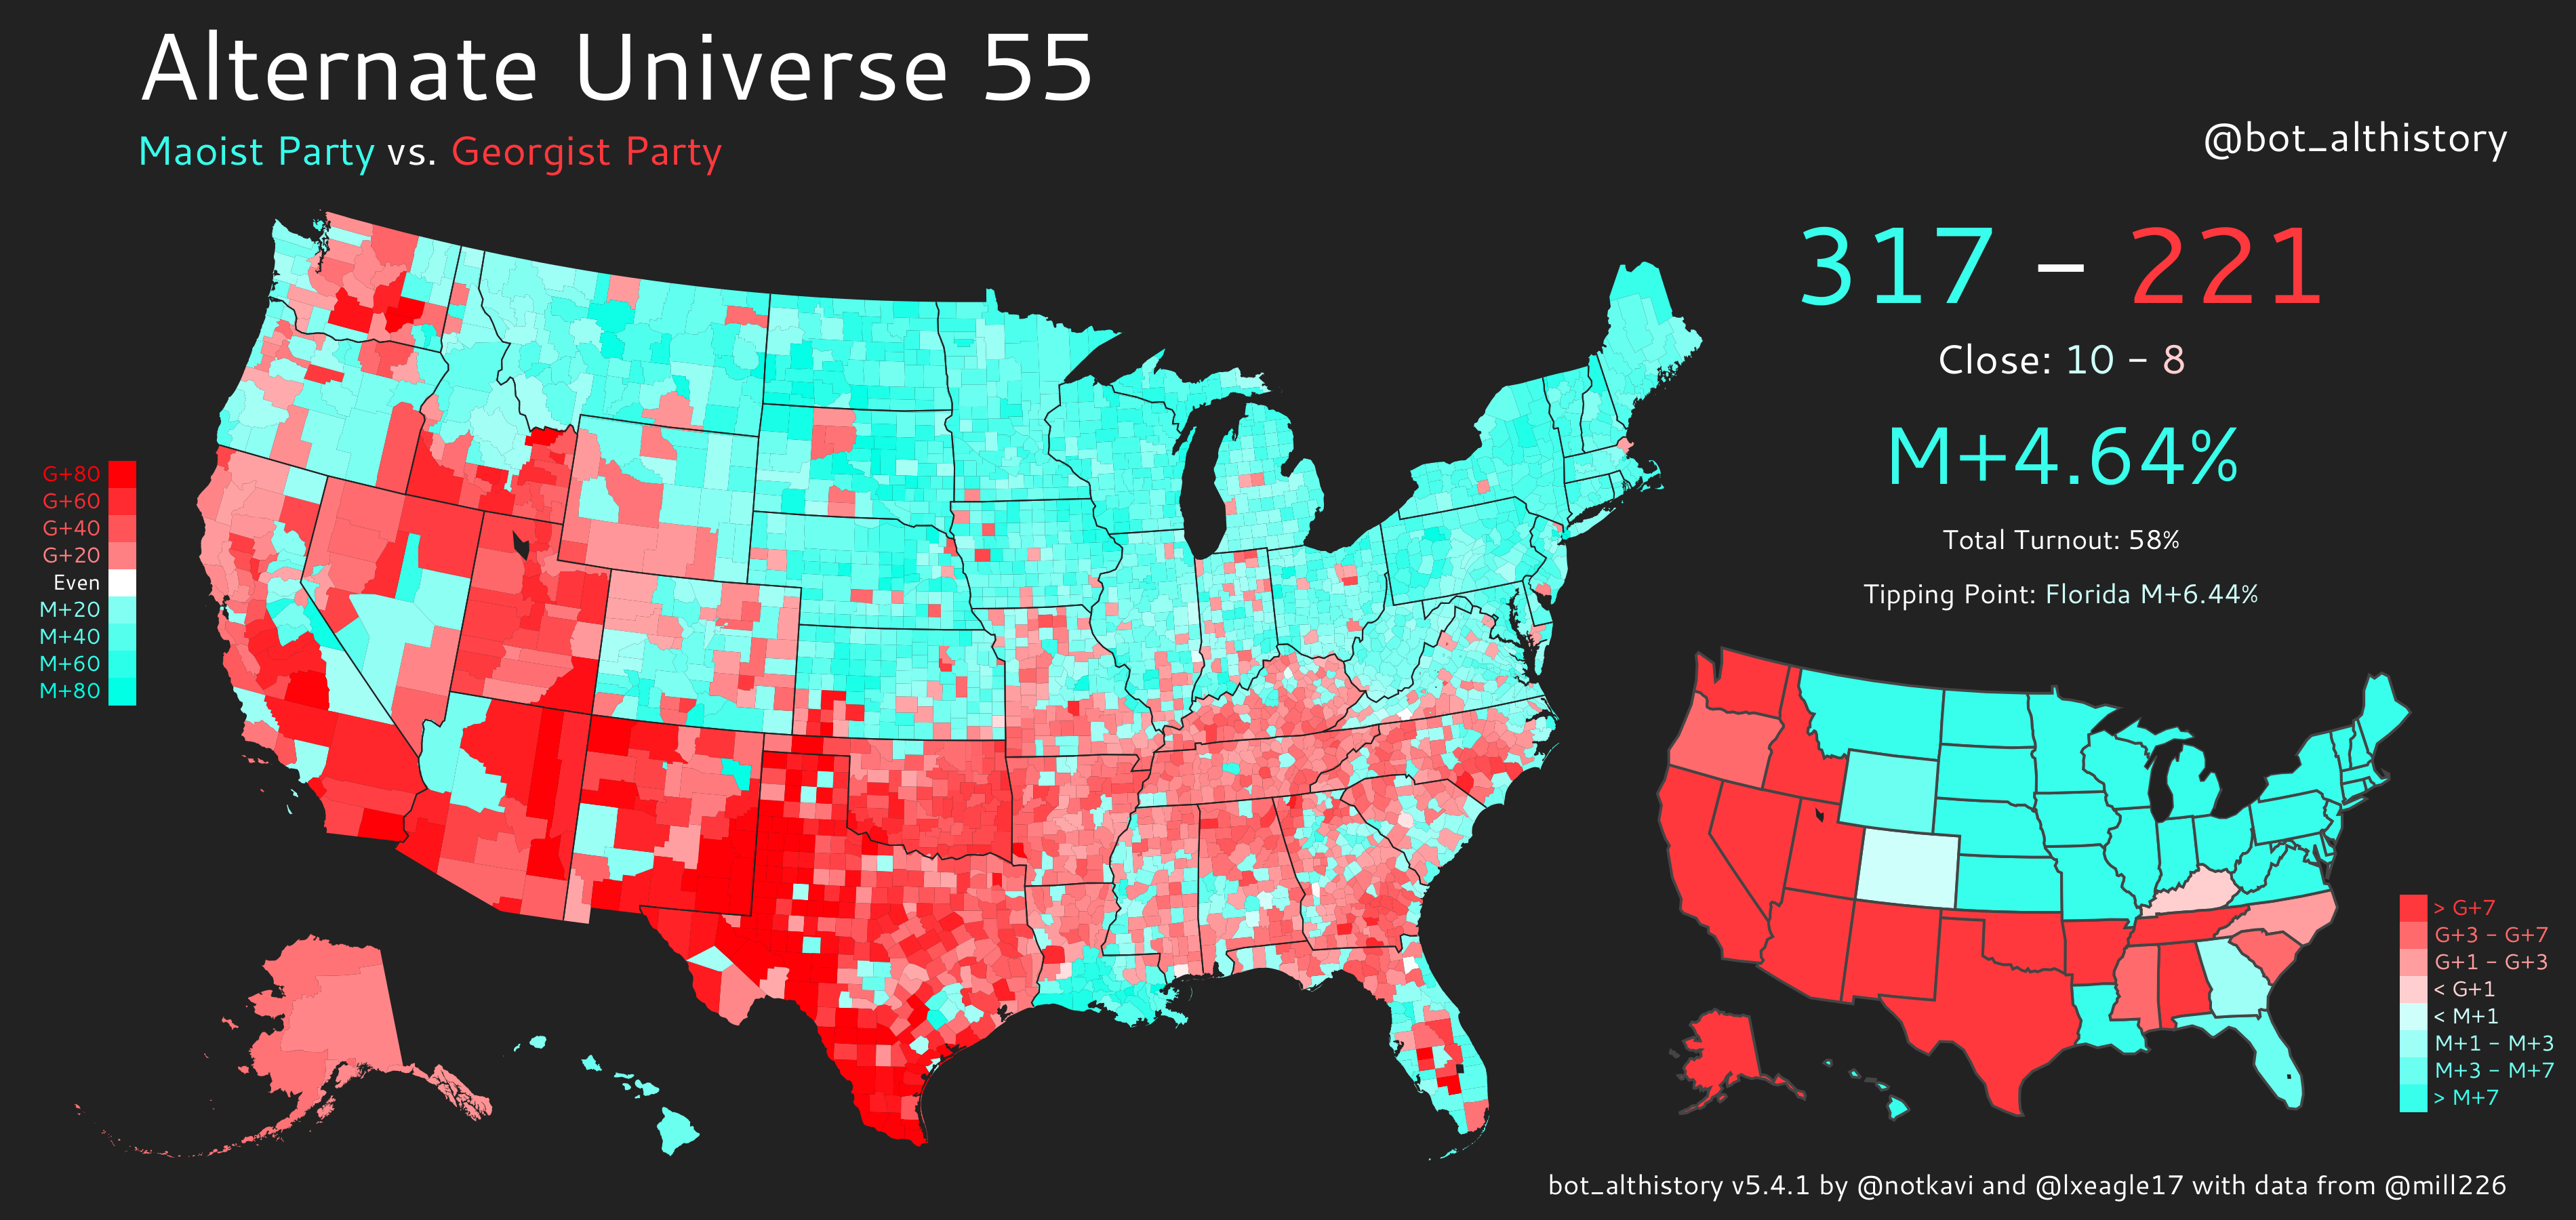 Alternate Universe 55
Maoist Party vs. Georgist Party
@bot_althistory
317 - 221
Close: 10 - 8
M+4.64%
Total Turnout: 58%
Tipping Point: Florida M+6.44%
G+80
G+60
G+40
G+20
Even
M+20
M+40
M+60
M+80
> G+7
G+3 - G+7
G+1 - G+3
< G+1
< M+1
M+1 - M+3
M+3 - M+7
> M+7
bot_althistory v5.4.1 by @notkavi and @lxeagle17 with data from @mill226